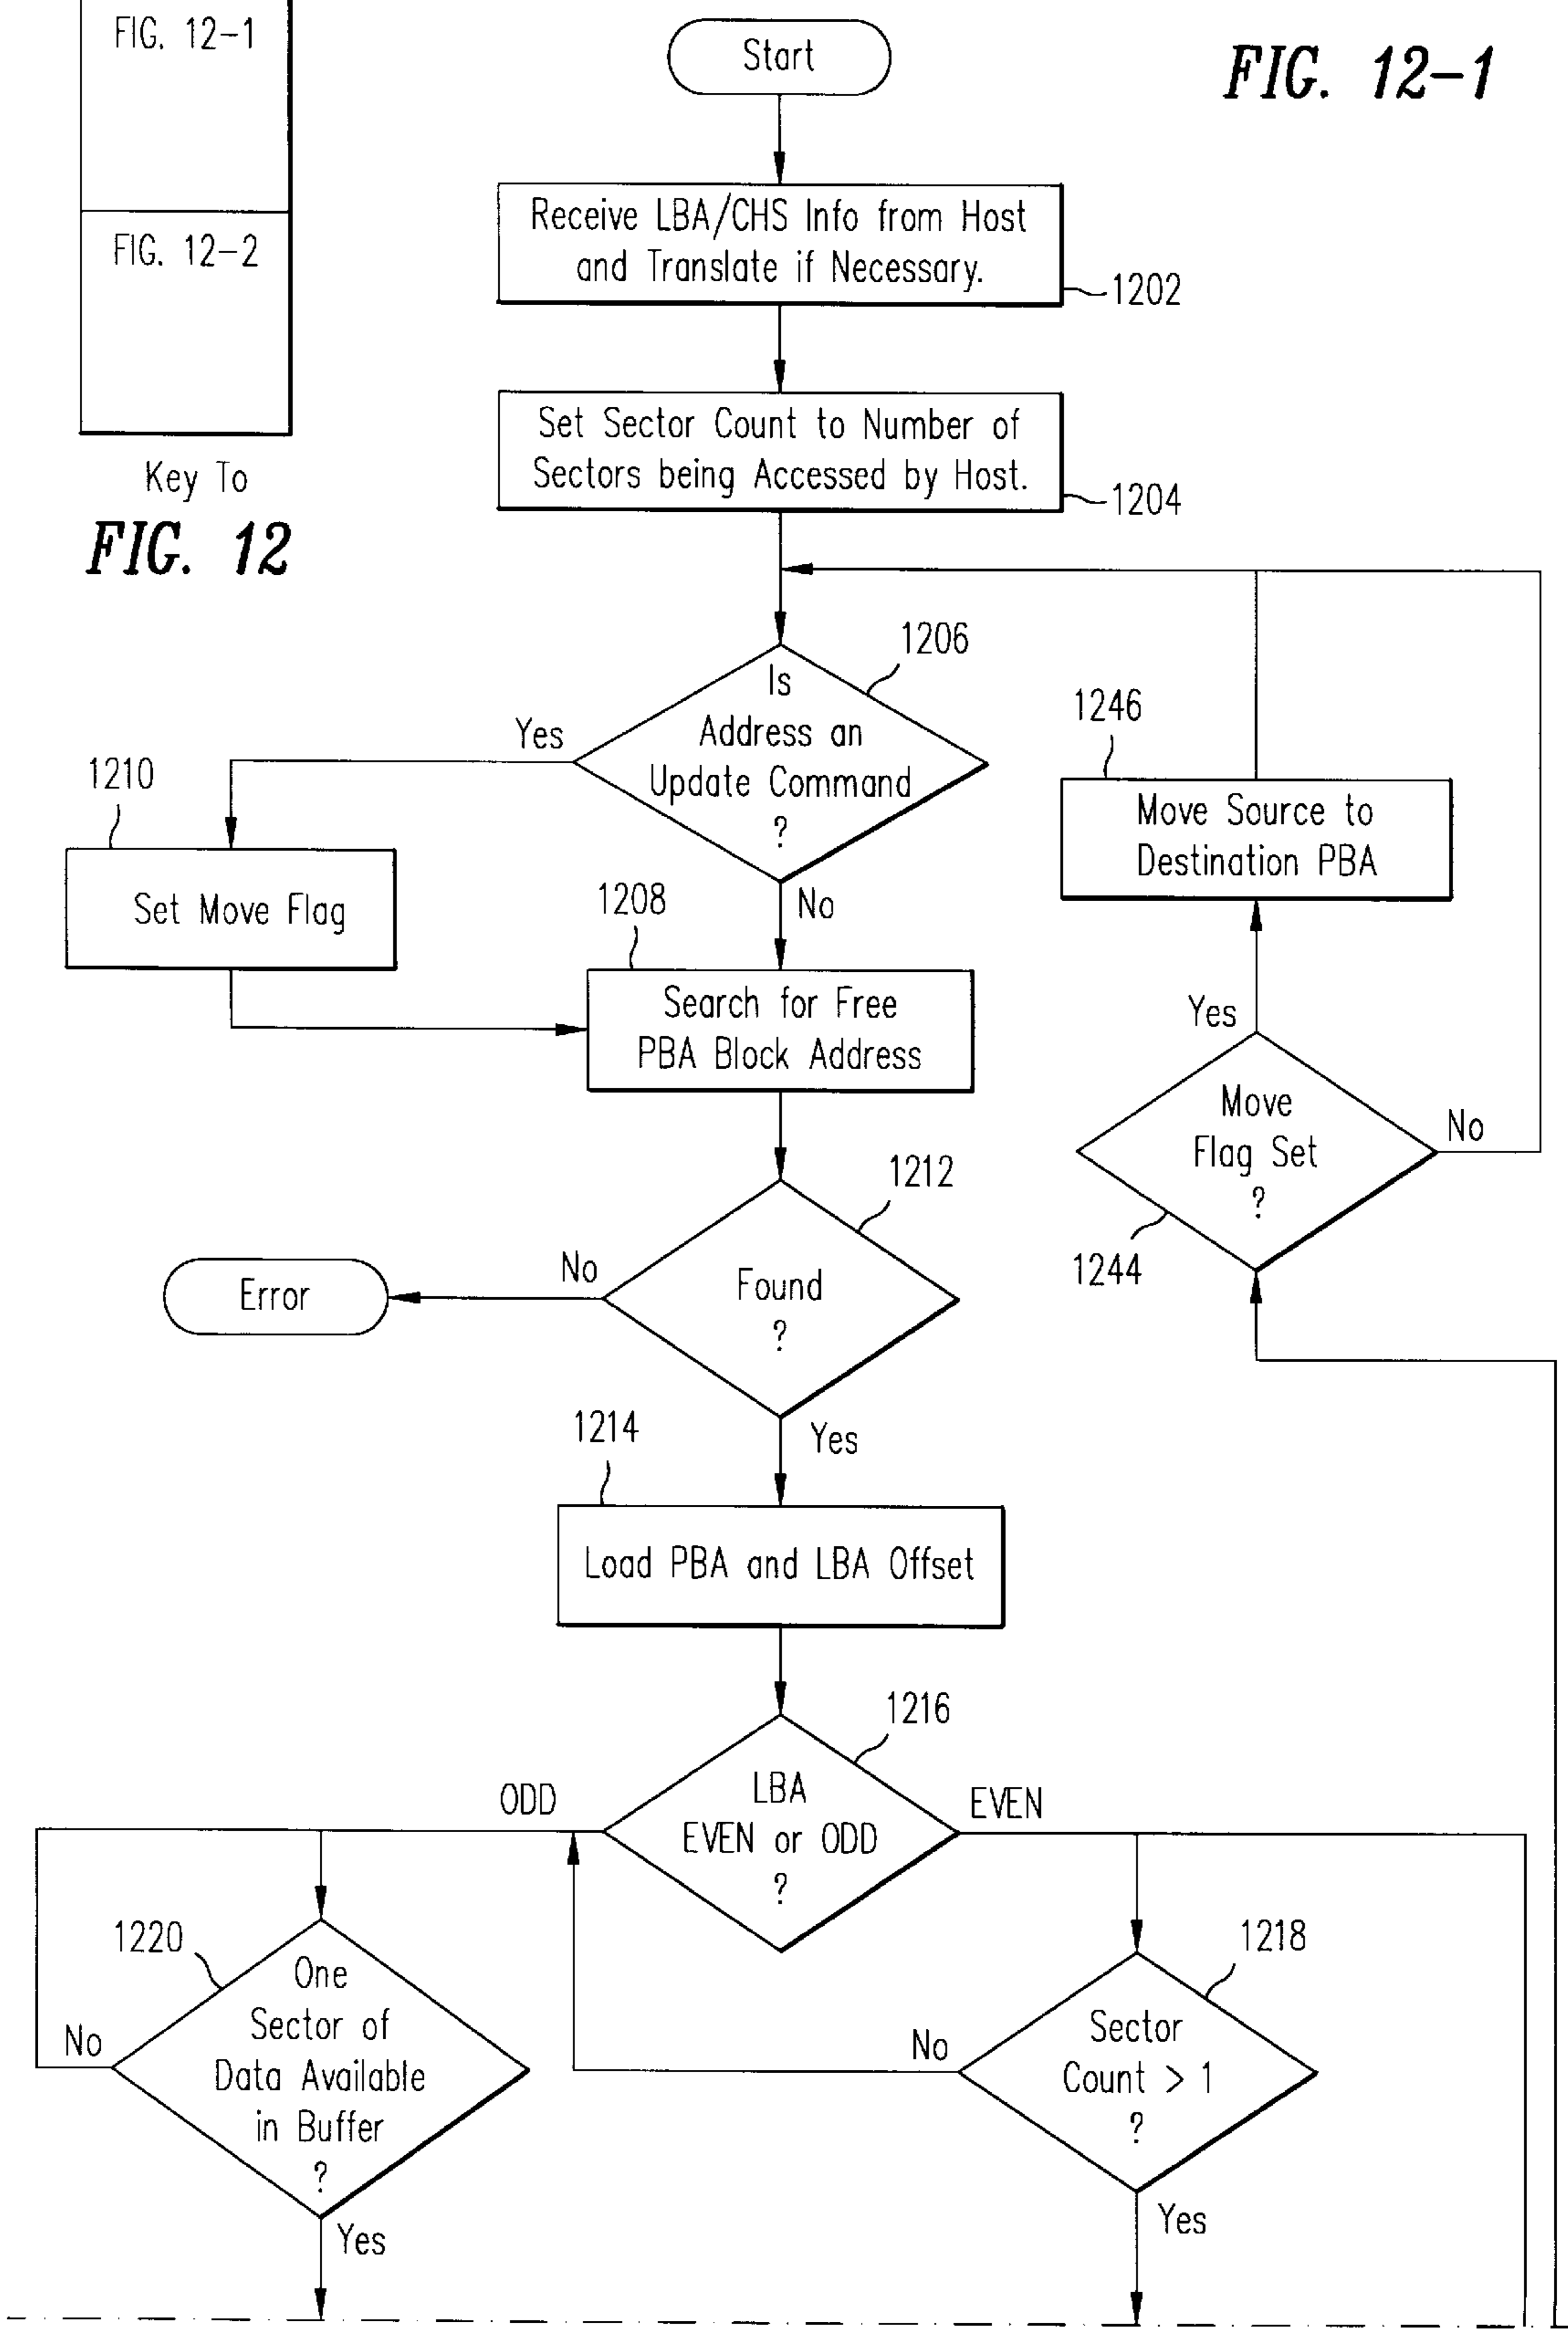 FIG. 12-1
FIG. 12-2
Key To
FIG. 12
FIG. 12-1
Start
Receive LBA/CHS Info from Host
and Translate if Necessary.
1202
Set Sector Count to Number of
Sectors being Accessed by Host.
1204
1206
Is
Address an
Update Command
?
Yes
No
1210
Set Move Flag
1208
Search for Free
PBA Block Address
1246
Move Source to
Destination PBA
Yes
Move
Flag Set
?
No
1244
1212
Found
?
No
Error
Yes
1214
Load PBA and LBA Offset
1216
LBA
EVEN or ODD
?
ODD
EVEN
1220
One
Sector of
Data Available
in Buffer
?
No
Yes
1218
Sector
Count > 1
?
No
Yes